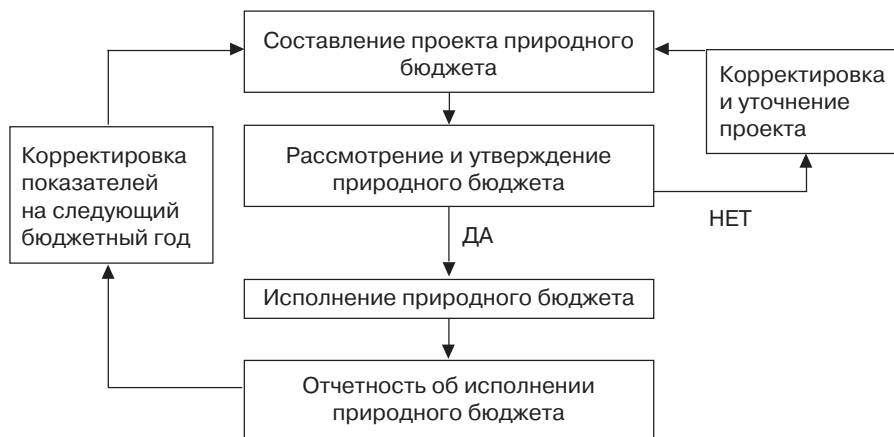 Составление проекта природного
бюджета
Корректировка
и уточнение
проекта
Корректировка
показателей
на следующий
бюджетный год
Рассмотрение и утверждение
природного бюджета
НЕТ
ДА
Исполнение природного бюджета
Отчетность об исполнении
природного бюджета